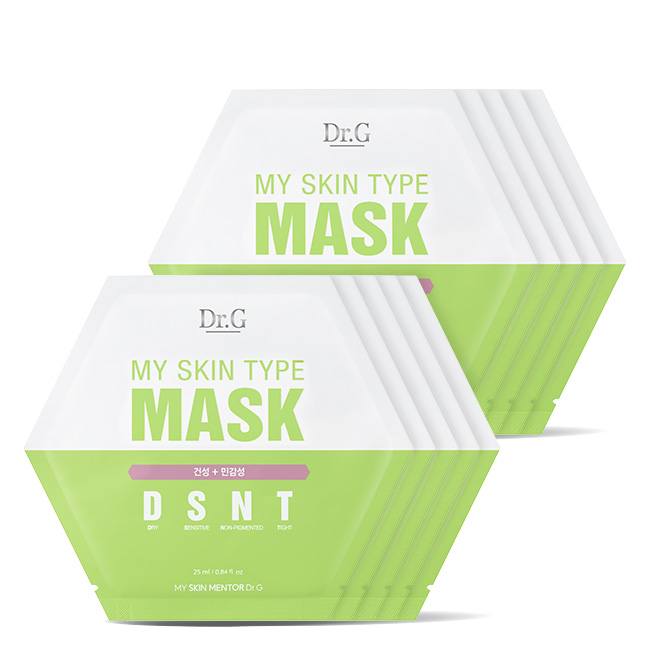 Dr.G
MY SKIN TYPE
MASK
Dr.G
MY SKIN TYPE
MASK
건성 + 민감성
D S N T
DRY SENSITIVE NON-PIGMENTED TIGHT
25 ml / 0.84 fl oz
MY SKIN MENTOR Dr.G